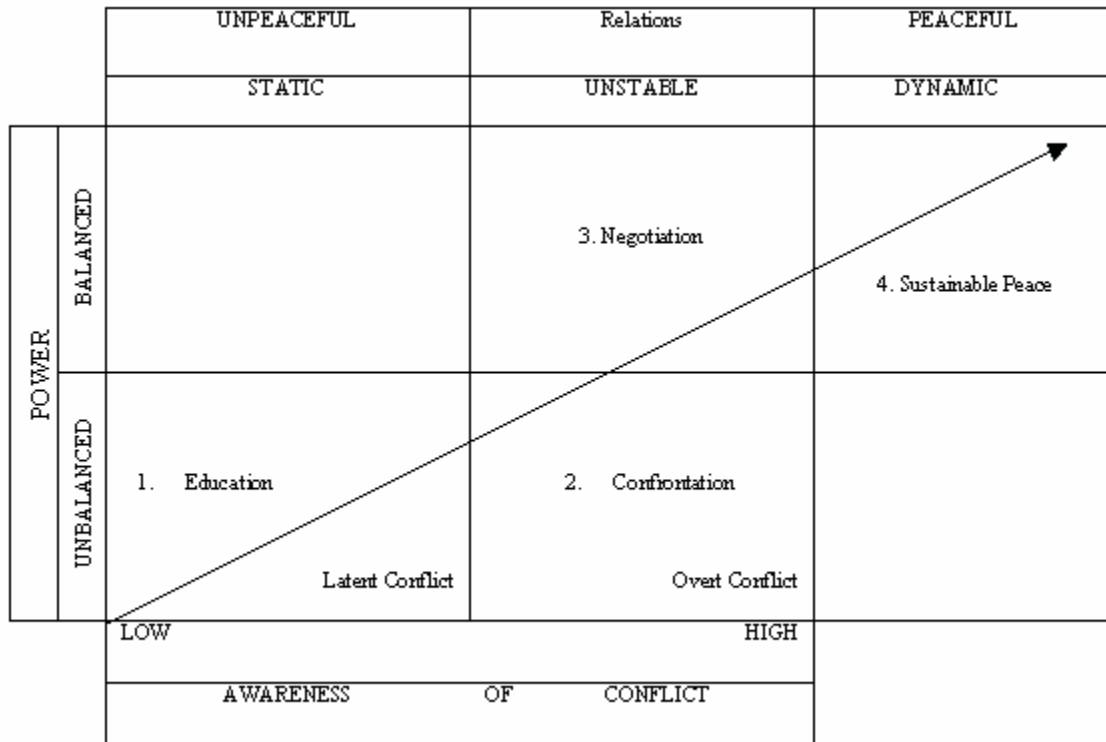 UNPEACEFUL Relations PEACEFUL
STATIC UNSTABLE DYNAMIC
POWER
BALANCED
3. Negotiation
4. Sustainable Peace
UNBALANCED
1. Education
2. Confrontation
Latent Conflict
Overt Conflict
LOW HIGH
AWARENESS OF CONFLICT